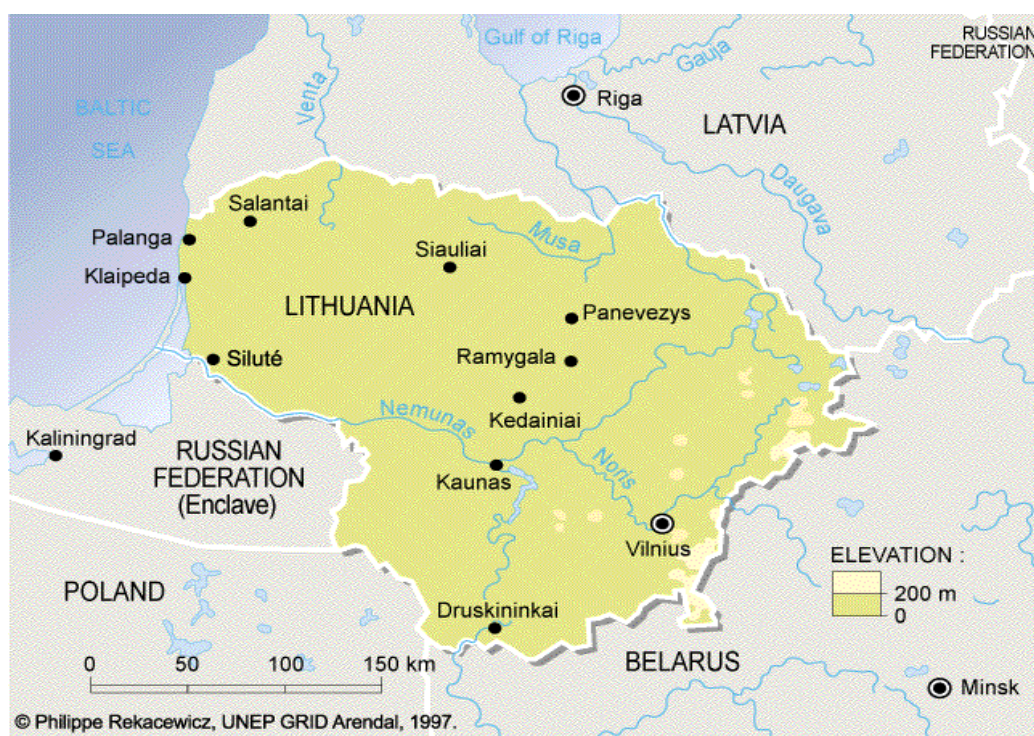 Gulf of Riga
Gauja
RUSSIAN
FEDERATION
Venta
Riga
BALTIC
SEA
LATVIA
Daugava
Salantai
Palanga
Siauliai
Musa
Klaipeda
LITHUANIA
Panevezys
Siluté
Ramygala
Nemunas
Kedainiai
Kaliningrad
RUSSIAN
FEDERATION
(Enclave)
Noris
Kaunas
Vilnius
ELEVATION :
200 m
0
POLAND
Druskininkai
BELARUS
0 50 100 150 km
Minsk
© Philippe Rekacewicz, UNEP GRID Arendal, 1997.